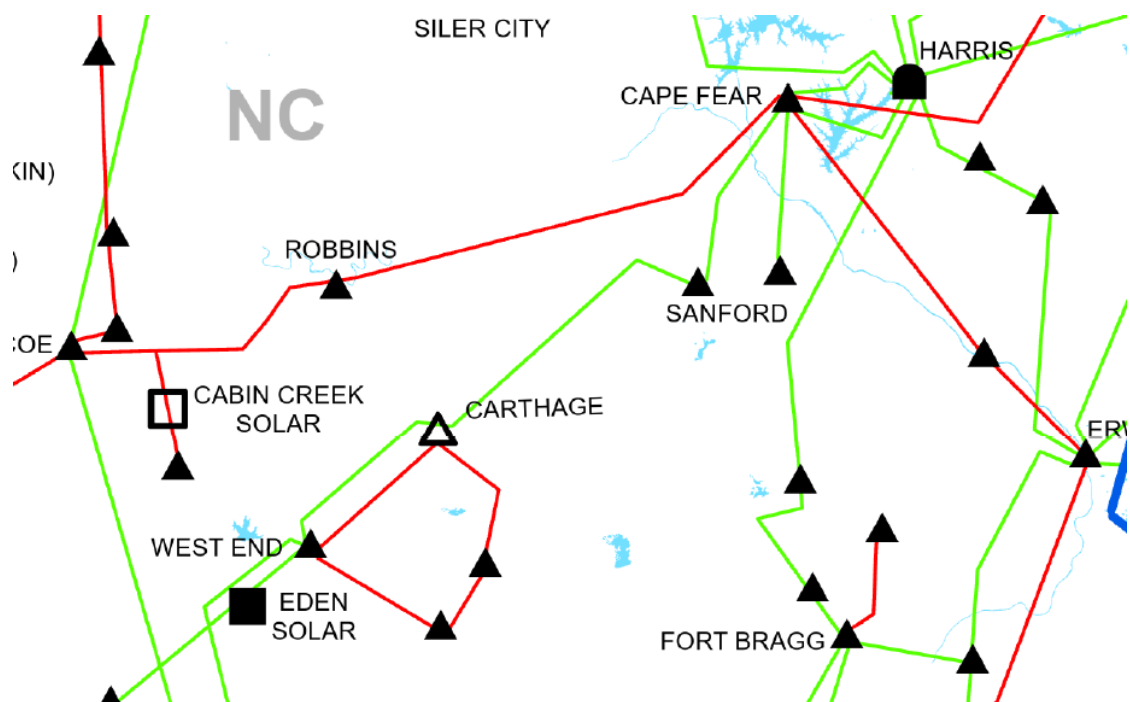 SILER CITY
HARRIS
NC
CAPE FEAR
KIN)
)
ROBBINS
SANFORD
COE
CABIN CREEK
SOLAR
CARTHAGE
ERW
WEST END
EDEN
SOLAR
FORT BRAGG